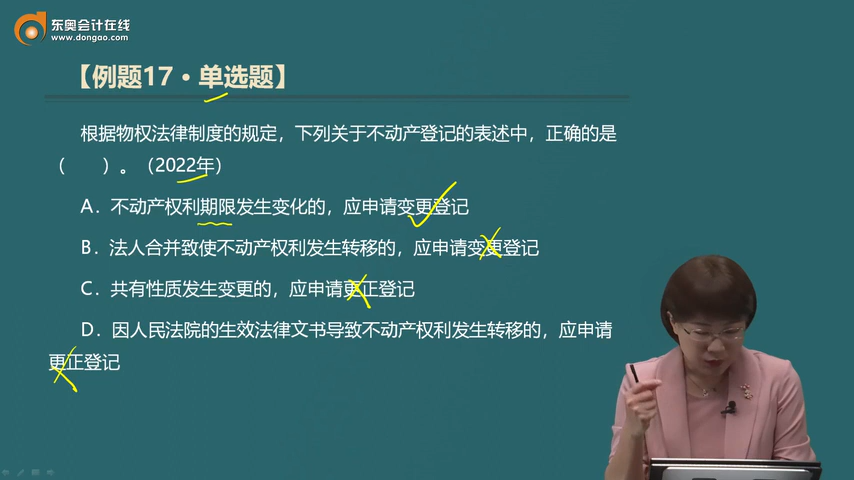 东奥会计在线
www.dongao.com
【例题17·单选题】
根据物权法律制度的规定，下列关于不动产登记的表述中，正确的是
（　　）。（2022年）
A．不动产权利期限发生变化的，应申请变更登记
B．法人合并致使不动产权利发生转移的，应申请变更登记
C．共有性质发生变更的，应申请更正登记
D．因人民法院的生效法律文书导致不动产权利发生转移的，应申请
更正登记